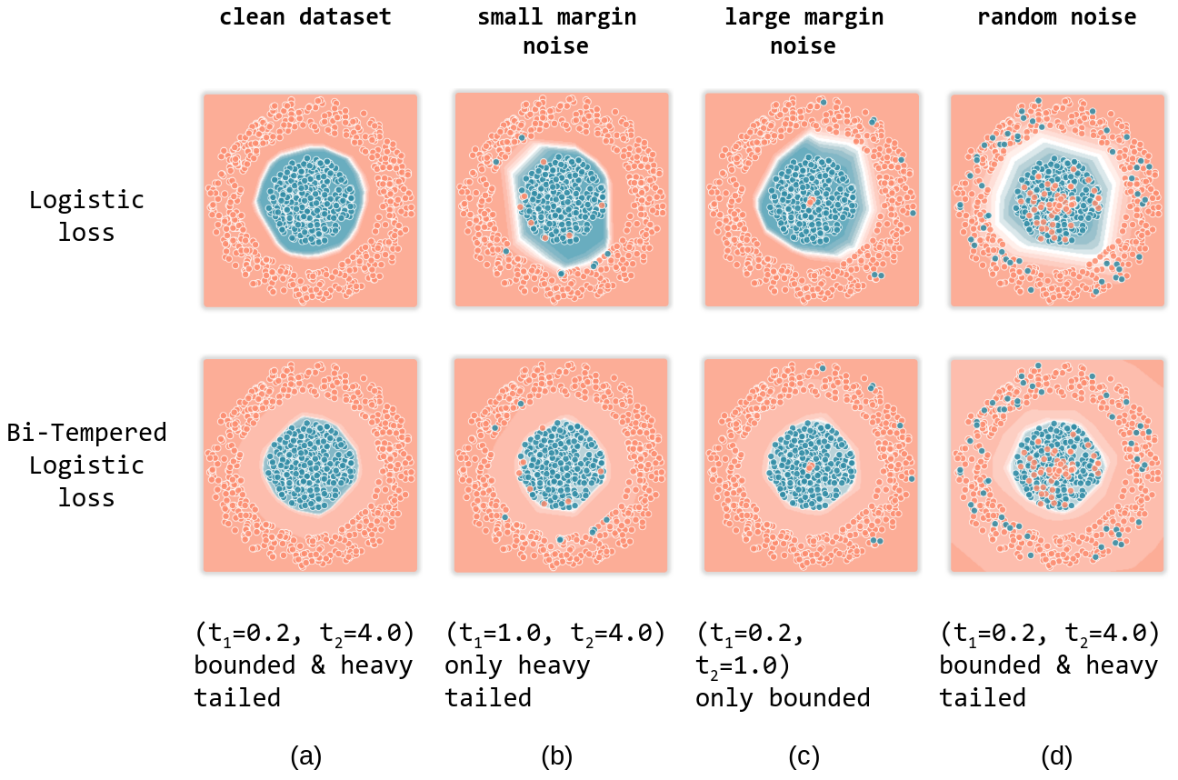 clean dataset
small margin
noise
large margin
noise
random noise
Logistic
loss
Bi-Tempered
Logistic
loss
(t₁=0.2, t₂=4.0)
bounded & heavy
tailed
(t₁=1.0, t₂=4.0)
only heavy
tailed
(t₁=0.2,
t₂=1.0)
only bounded
(t₁=0.2, t₂=4.0)
bounded & heavy
tailed
(a)
(b)
(c)
(d)